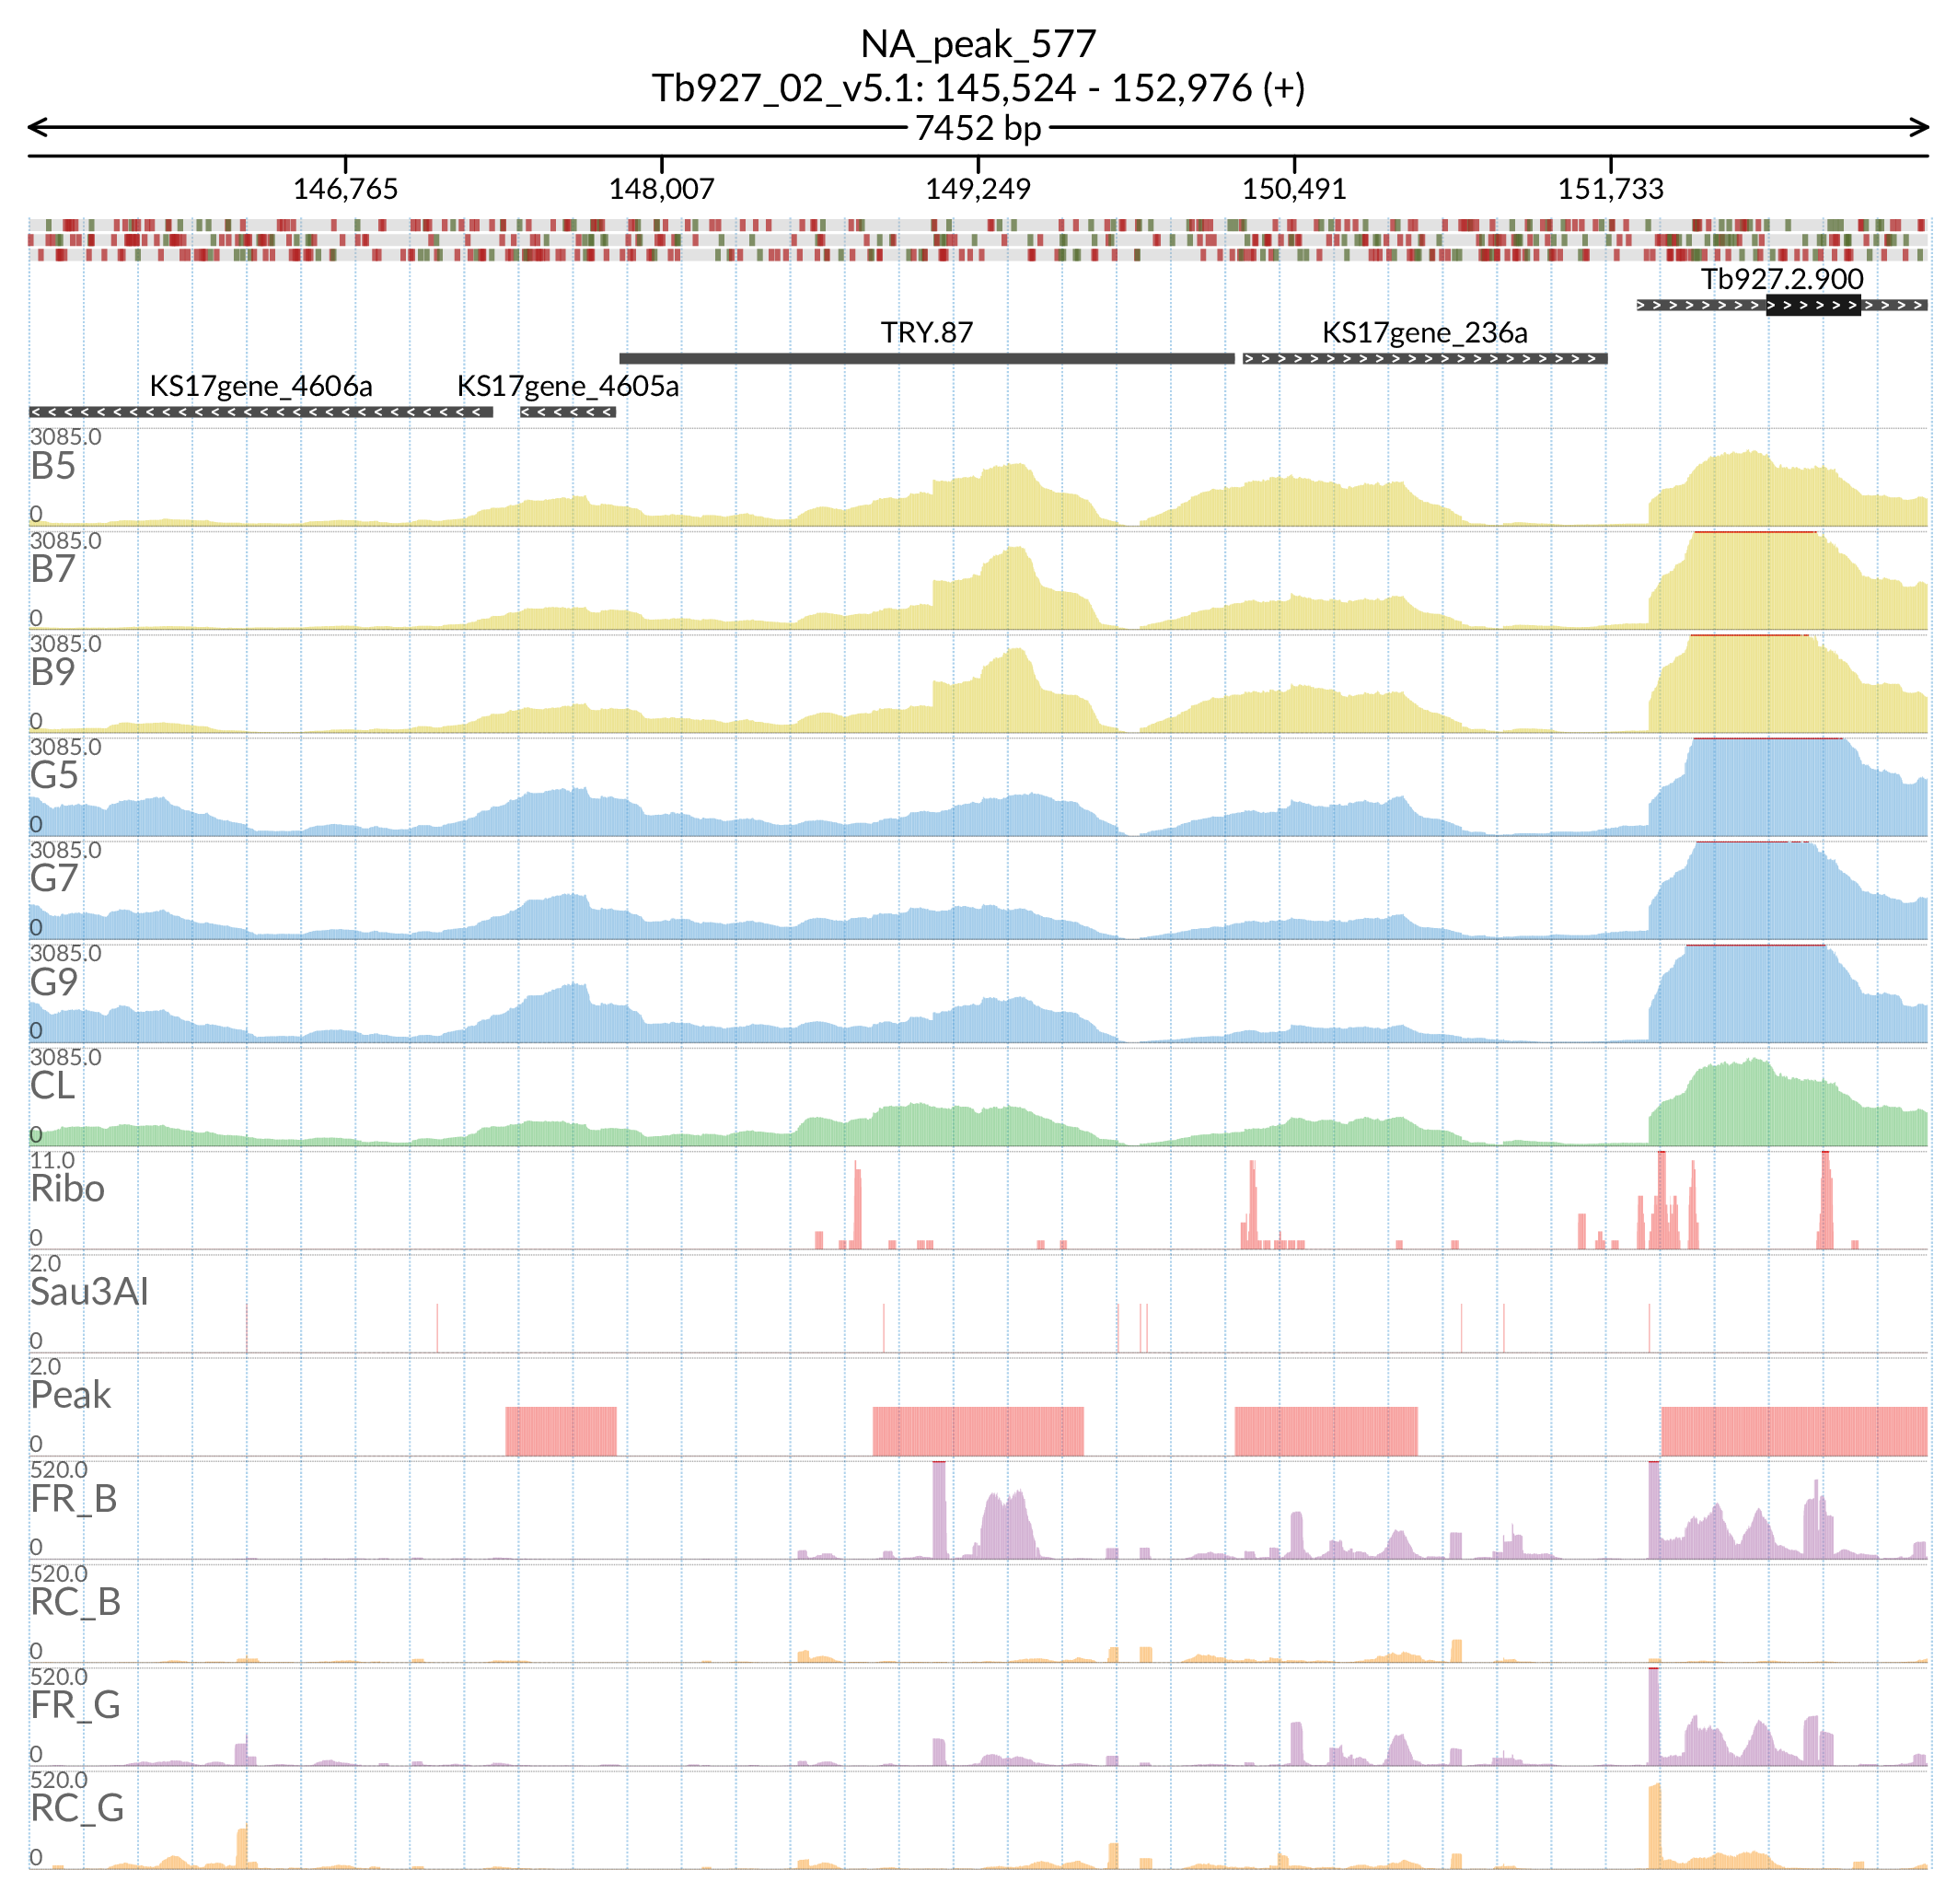 NA_peak_577
Tb927_02_v5.1: 145,524 - 152,976 (+)
7452 bp
146,765 148,007 149,249 150,491 151,733
Tb927.2.900
TRY.87 KS17gene_236a
KS17gene_4606a KS17gene_4605a
3085.0
B5
0
3085.0
B7
0
3085.0
B9
0
3085.0
G5
0
3085.0
G7
0
3085.0
G9
0
3085.0
CL
0
11.0
Ribo
0
2.0
Sau3AI
0
2.0
Peak
0
520.0
FR_B
0
520.0
RC_B
0
520.0
FR_G
0
520.0
RC_G
0